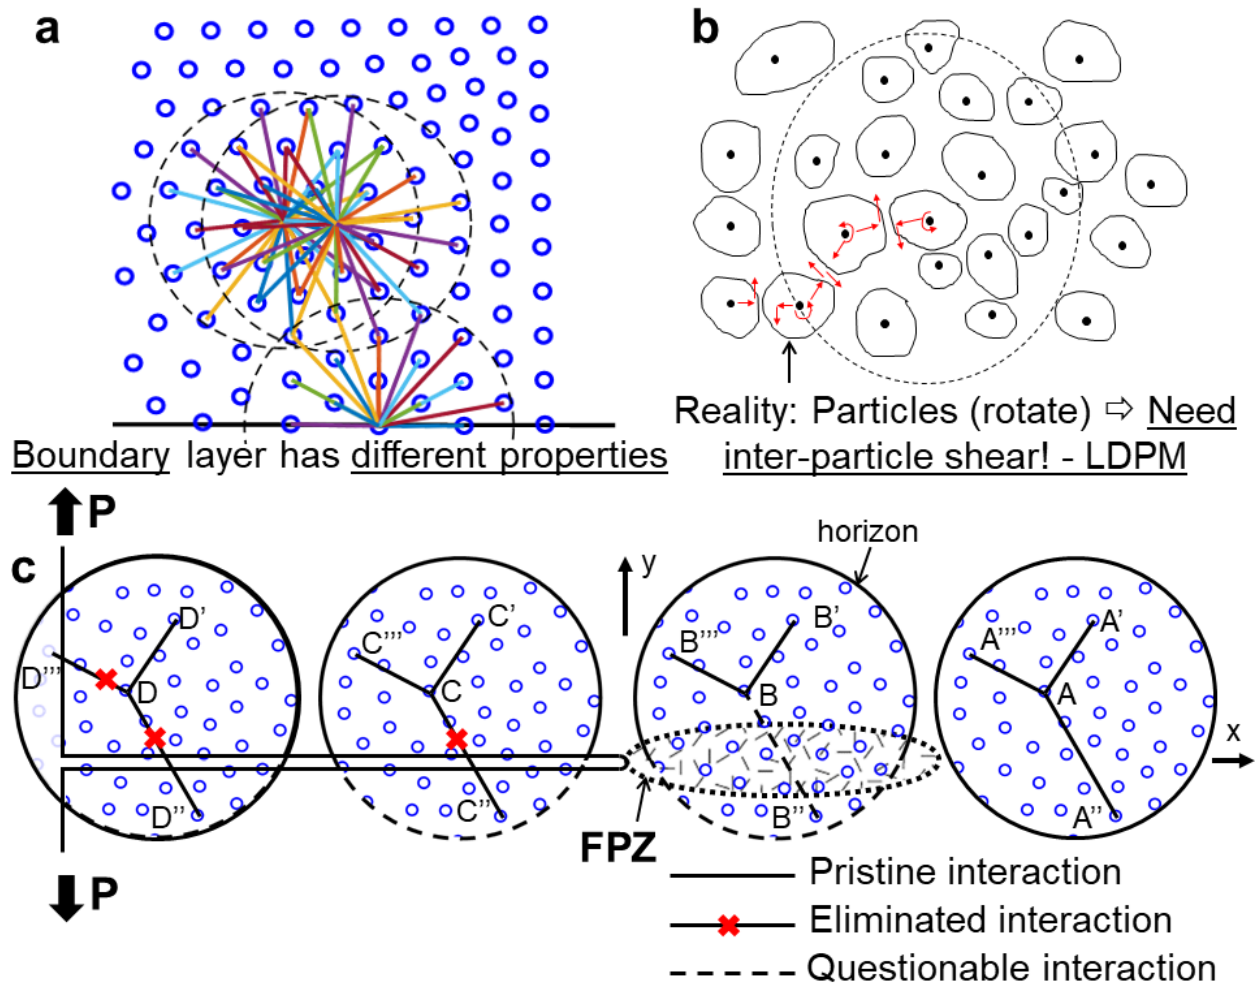 a
b
Boundary layer has different properties
Reality: Particles (rotate) ⇨ Need
inter-particle shear! - LDPM
P
c
horizon
y
D'
D'''
D
D''
C'
C'''
C
C''
B'
B'''
B
B''
A'
A'''
A
A''
x
FPZ
P
Pristine interaction
Eliminated interaction
Questionable interaction